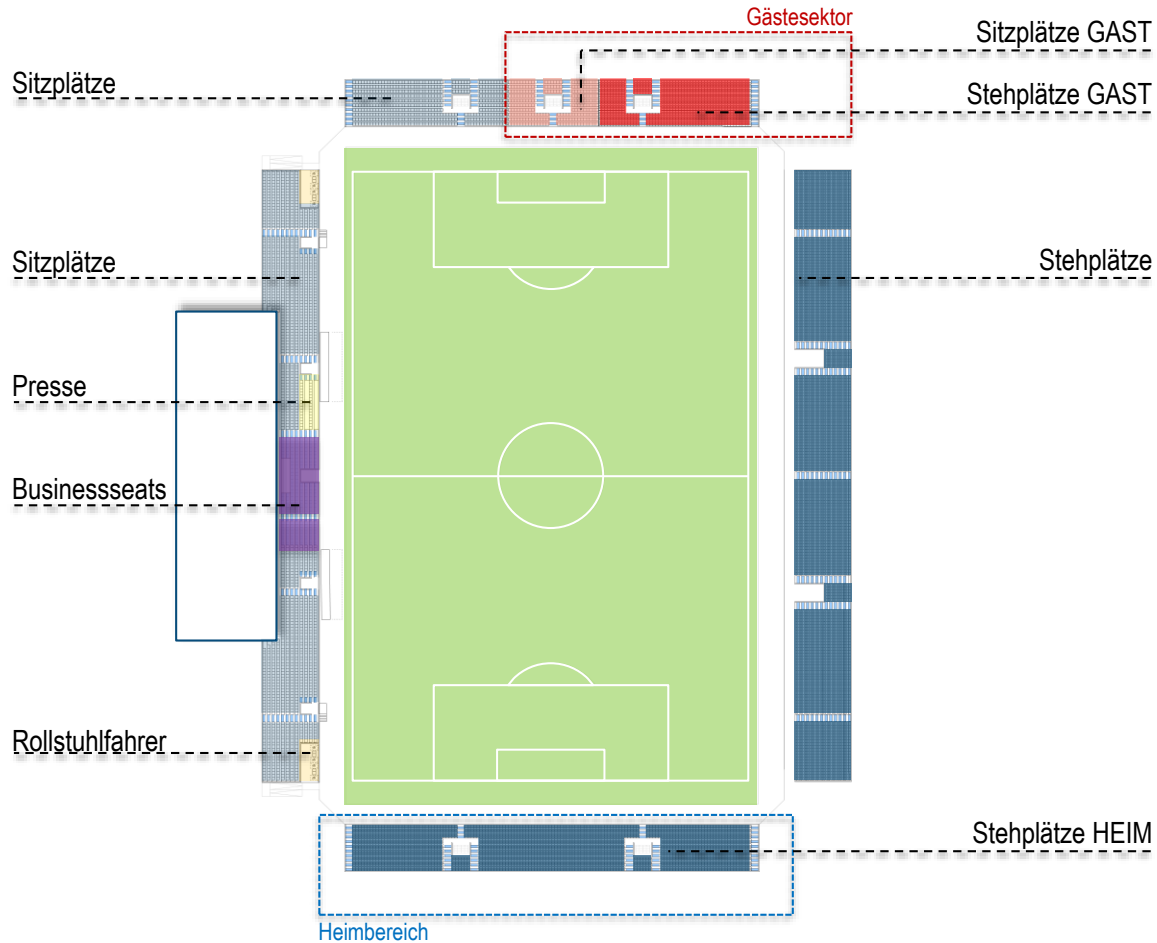 Gästesektor
Sitzplätze GAST
Sitzplätze
Stehplätze GAST
Sitzplätze
Stehplätze
Presse
Businessseats
Rollstuhlfahrer
Stehplätze HEIM
Heimbereich